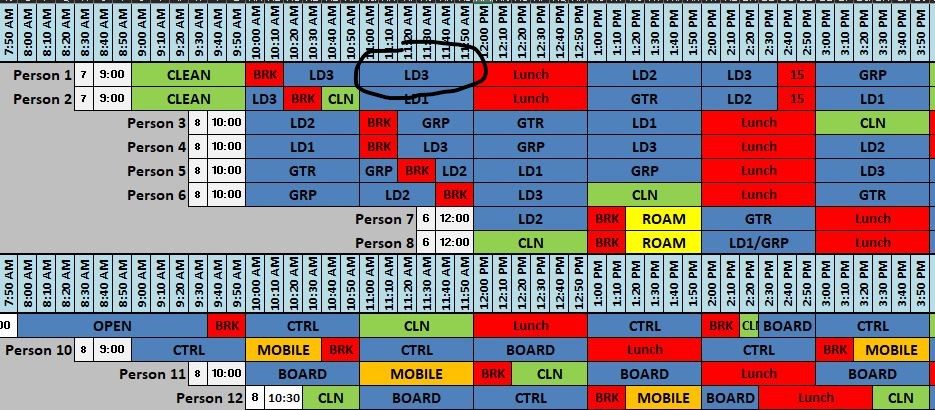 7:50 AM 8:00 AM 8:10 AM 8:20 AM 8:30 AM 8:40 AM 8:50 AM 9:00 AM 9:10 AM 9:20 AM 9:30 AM 9:40 AM 9:50 AM 10:00 AM 10:10 AM 10:20 AM 10:30 AM 10:40 AM 10:50 AM 11:00 AM 11:10 AM 11:20 AM 11:30 AM 11:40 AM 11:50 AM 12:00 PM 12:10 PM 12:20 PM 12:30 PM 12:40 PM 12:50 PM 1:00 PM 1:10 PM 1:20 PM 1:30 PM 1:40 PM 1:50 PM 2:00 PM 2:10 PM 2:20 PM 2:30 PM 2:40 PM 2:50 PM 3:00 PM 3:10 PM 3:20 PM 3:30 PM 3:40 PM 3:50 PM
Person 1 7 9:00 CLEAN BRK LD3 LD3 Lunch LD2 LD3 15 GRP
Person 2 7 9:00 CLEAN LD3 BRK CLN LD1 Lunch GTR LD2 15 LD1
Person 3 8 10:00 LD2 BRK GRP GTR LD1 Lunch CLN
Person 4 8 10:00 LD1 BRK LD3 GRP LD3 Lunch LD2
Person 5 8 10:00 GTR GRP BRK LD2 LD1 GRP Lunch LD3
Person 6 8 10:00 GRP LD2 BRK LD3 CLN Lunch GTR
Person 7 6 12:00 LD2 BRK ROAM GTR Lunch
Person 8 6 12:00 CLN BRK ROAM LD1/GRP Lunch
7:50 AM 8:00 AM 8:10 AM 8:20 AM 8:30 AM 8:40 AM 8:50 AM 9:00 AM 9:10 AM 9:20 AM 9:30 AM 9:40 AM 9:50 AM 10:00 AM 10:10 AM 10:20 AM 10:30 AM 10:40 AM 10:50 AM 11:00 AM 11:10 AM 11:20 AM 11:30 AM 11:40 AM 11:50 AM 12:00 PM 12:10 PM 12:20 PM 12:30 PM 12:40 PM 12:50 PM 1:00 PM 1:10 PM 1:20 PM 1:30 PM 1:40 PM 1:50 PM 2:00 PM 2:10 PM 2:20 PM 2:30 PM 2:40 PM 2:50 PM 3:00 PM 3:10 PM 3:20 PM 3:30 PM 3:40 PM 3:50 PM
00 OPEN BRK CTRL CLN Lunch CTRL BRK CLN BOARD CTRL
Person 10 8 9:00 CTRL MOBILE BRK CTRL BOARD Lunch CTRL BRK MOBILE
Person 11 8 10:00 BOARD MOBILE BRK CLN BOARD Lunch BOARD
Person 12 8 10:30 CLN BOARD CTRL BRK MOBILE Lunch CLN